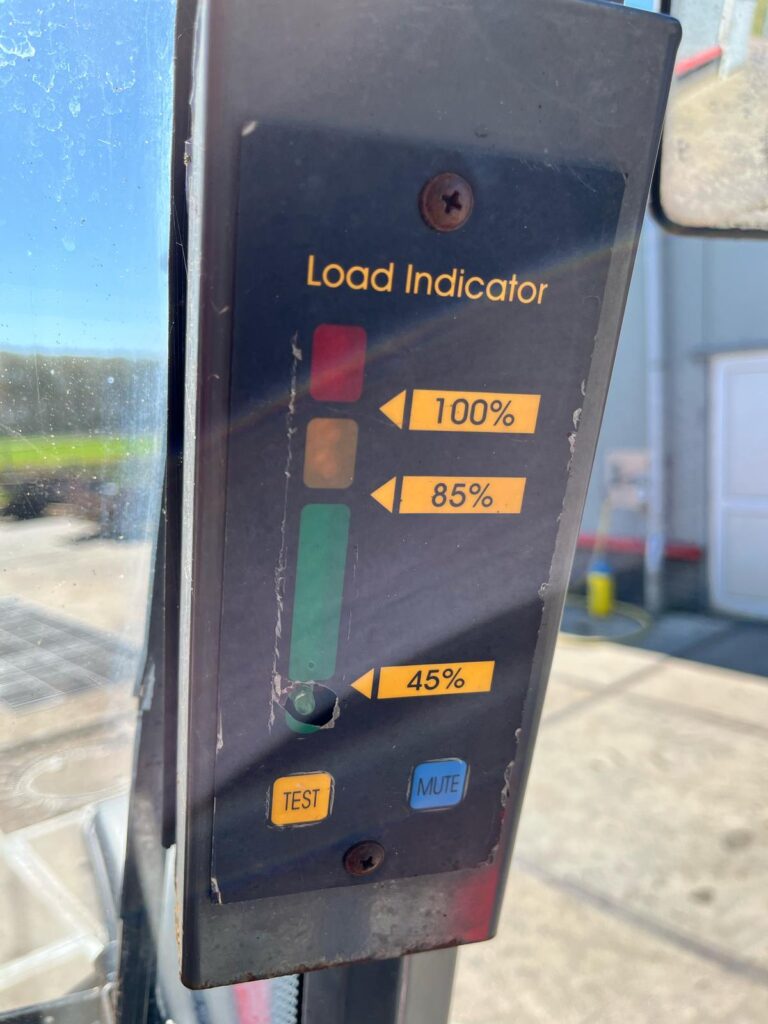 Load Indicator
100%
85%
45%
TEST
MUTE